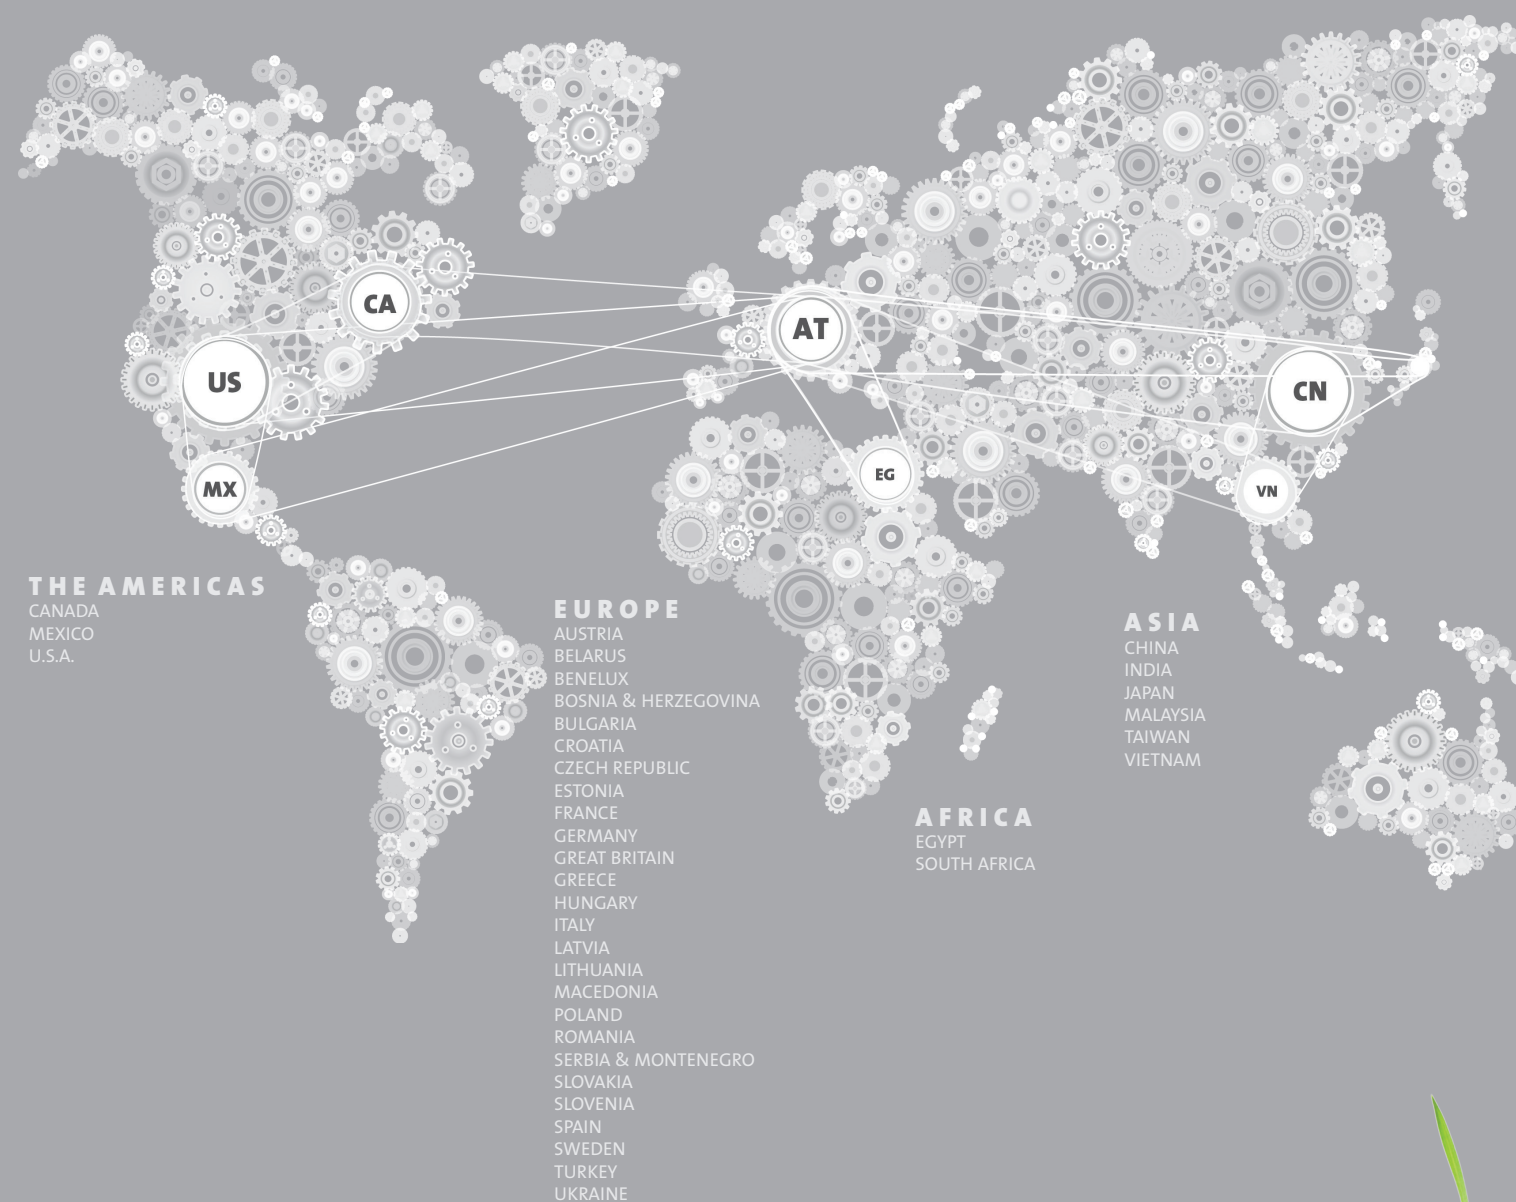 CA
AT
US
CN
EG
MX
VN
THE AMERICAS
CANADA
MEXICO
U.S.A.
EUROPE
AUSTRIA
BELARUS
BENELUX
BOSNIA & HERZEGOVINA
BULGARIA
CROATIA
CZECH REPUBLIC
ESTONIA
FRANCE
GERMANY
GREAT BRITAIN
GREECE
HUNGARY
ITALY
LATVIA
LITHUANIA
MACEDONIA
POLAND
ROMANIA
SERBIA & MONTENEGRO
SLOVAKIA
SLOVENIA
SPAIN
SWEDEN
TURKEY
UKRAINE
AFRICA
EGYPT
SOUTH AFRICA
ASIA
CHINA
INDIA
JAPAN
MALAYSIA
TAIWAN
VIETNAM